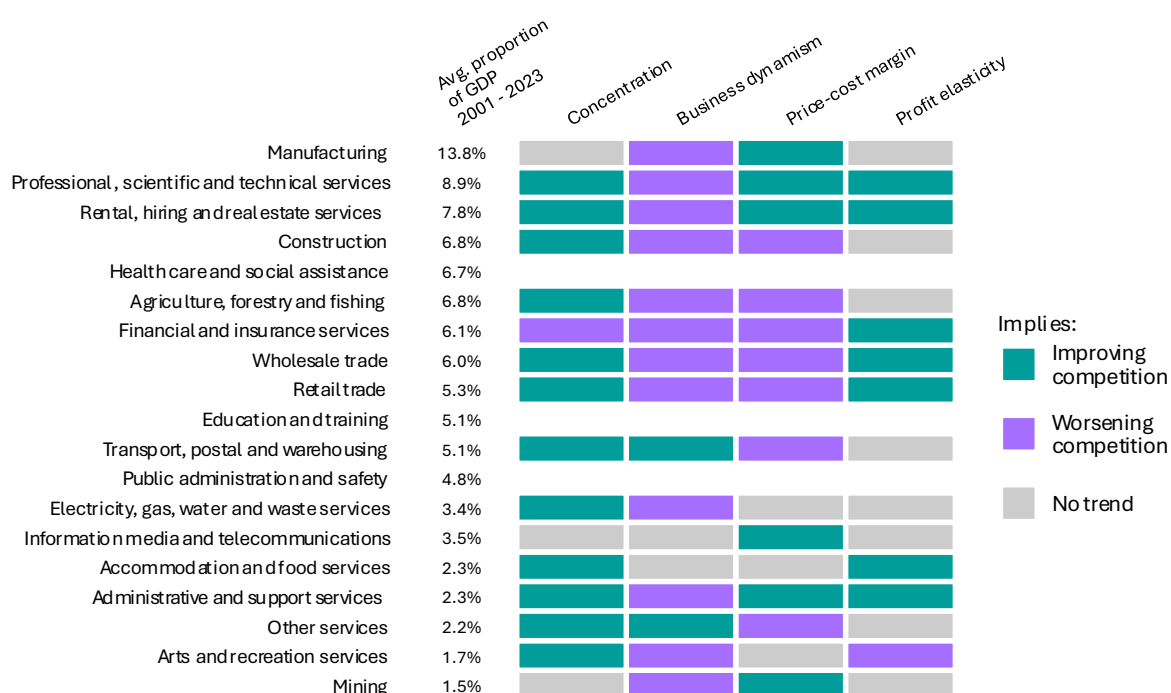 Avg. proportion
of GDP
2001 - 2023
Concentration
Business dynamism
Price-cost margin
Profit elasticity
Manufacturing 13.8%
Professional, scientific and technical services 8.9%
Rental, hiring and real estate services 7.8%
Construction 6.8%
Health care and social assistance 6.7%
Agriculture, forestry and fishing 6.8%
Financial and insurance services 6.1%
Wholesale trade 6.0%
Retail trade 5.3%
Education and training 5.1%
Transport, postal and warehousing 5.1%
Public administration and safety 4.8%
Electricity, gas, water and waste services 3.4%
Information media and telecommunications 3.5%
Accommodation and food services 2.3%
Administrative and support services 2.3%
Other services 2.2%
Arts and recreation services 1.7%
Mining 1.5%
Implies:
Improving
competition
Worsening
competition
No trend